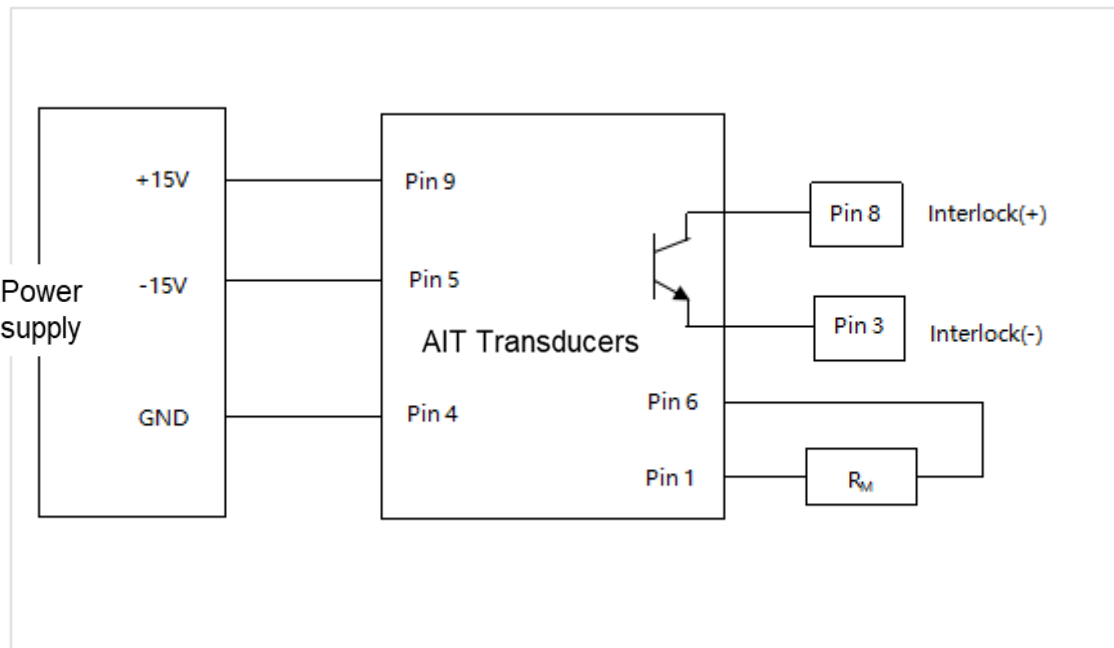 +15V
-15V
GND
Power
supply
Pin 9
Pin 5
Pin 4
AIT Transducers
Pin 6
Pin 1
Pin 8
Interlock(+)
Pin 3
Interlock(-)
RM